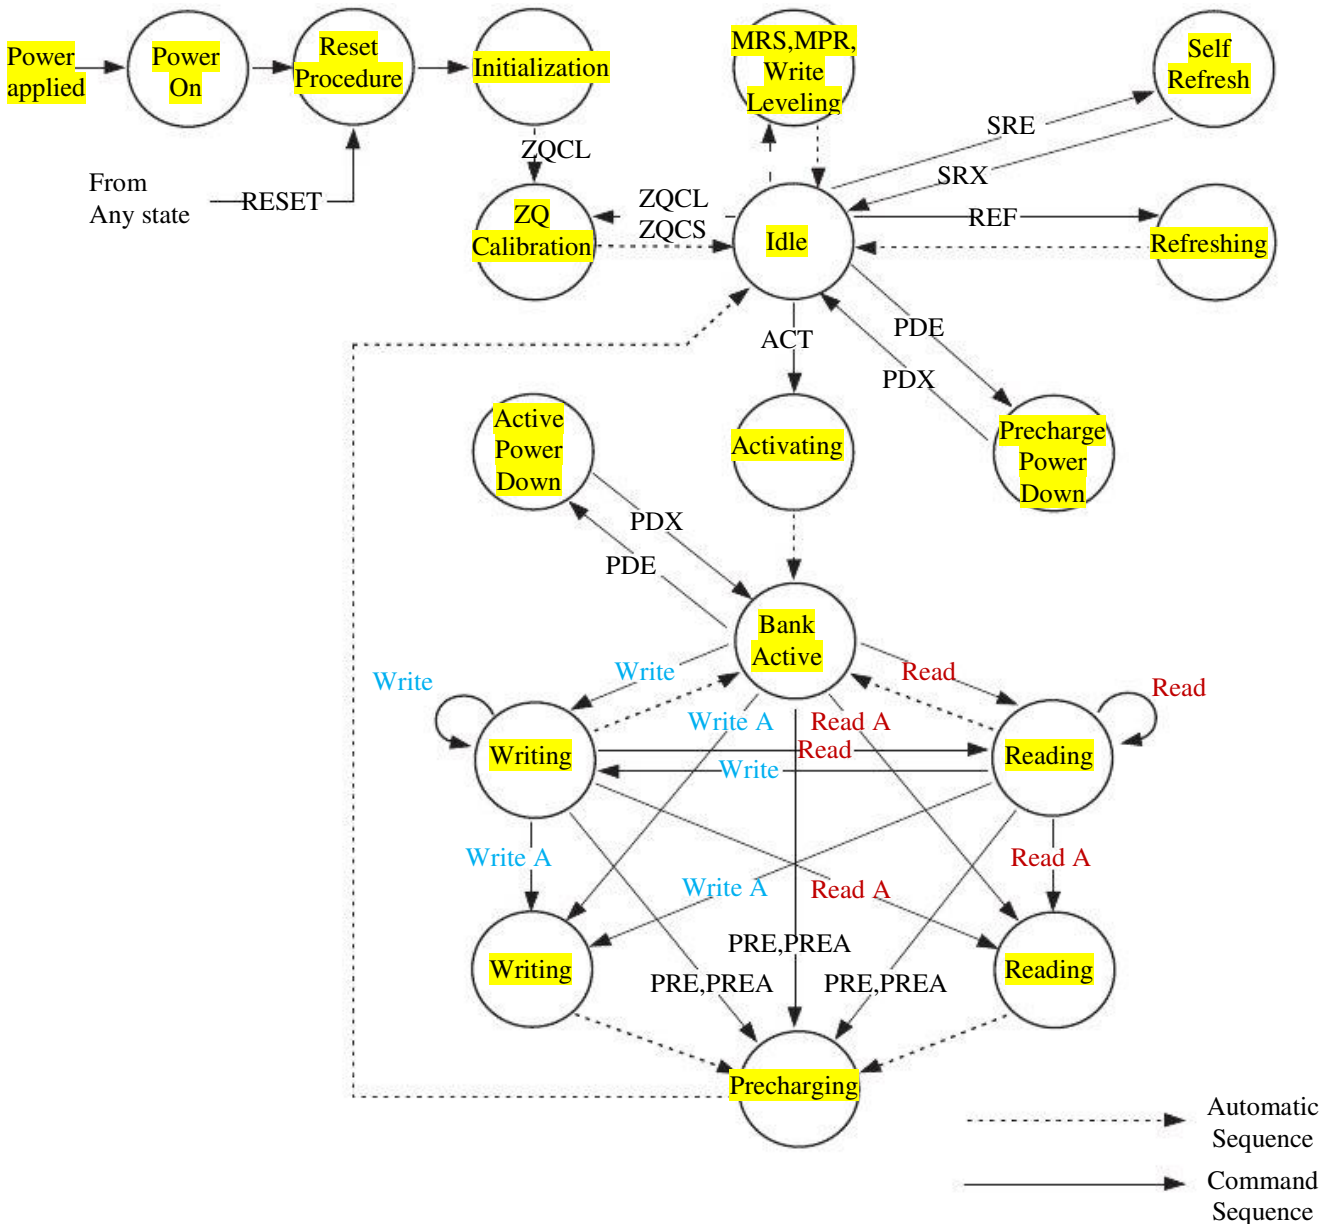 Power
applied
Power
On
Reset
Procedure
Initialization
MRS,MPR,
Write
Leveling
Self
Refresh
From
Any state
RESET
ZQCL
ZQCL
ZQCS
SRE
SRX
REF
ZQ
Calibration
Idle
Refreshing
ACT
PDE
PDX
Active
Power
Down
Activating
Precharge
Power
Down
PDX
PDE
Bank
Active
Write
Write
Read
Read
Write A
Read A
Writing
Read
Write
Reading
Write A
Write A
Read A
Read A
PRE,PREA
Writing
PRE,PREA
PRE,PREA
Reading
Precharging
Automatic
Sequence
Command
Sequence